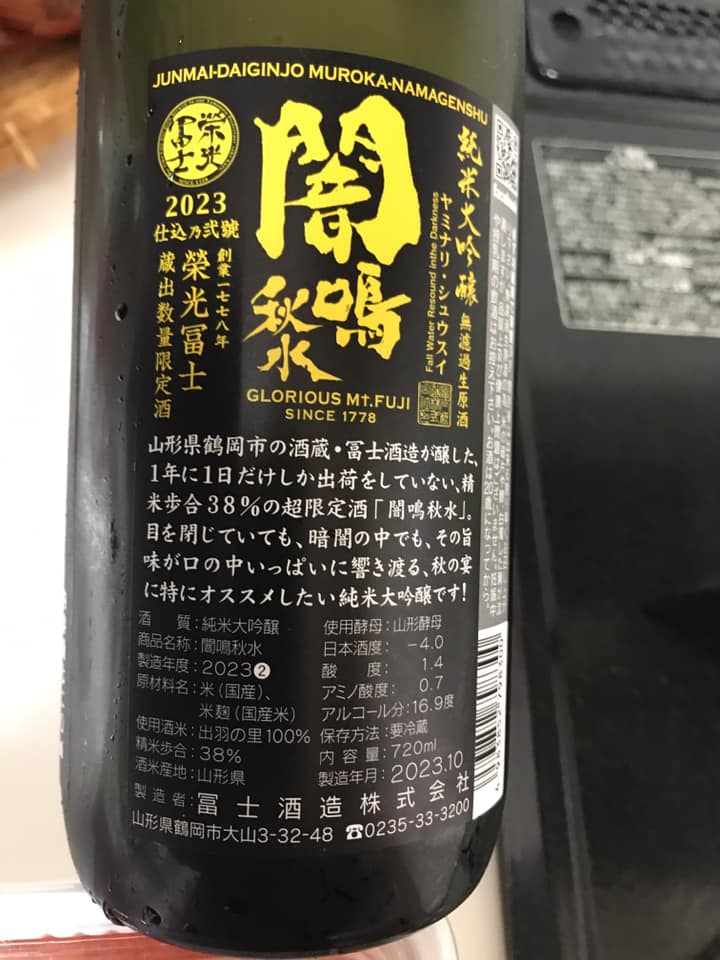 JUNMAI-DAIGINJO MUROKA-NAMAGENSHU
純米大吟醸 無濾過生原酒
ヤミナリ・シュウスイ
Fall Water Resound Inthe Darkness
闇鳴
秋水
榮光
冨士
2023
仕込乃弐號
創業一七七八年
榮光冨士
蔵出数量限定酒
GLORIOUS Mt.FUJI
SINCE 1778
山形県鶴岡市の酒蔵・冨士酒造が醸した、
1年に1日だけしか出荷をしていない、精
米歩合38%の超限定酒「闇鳴秋水」。
目を閉じていても、暗闇の中でも、その旨
味が口の中いっぱいに響き渡る、秋の宴
に特にオススメしたい純米大吟醸です!
酒 質:純米大吟醸
商品名称:闇鳴秋水
製造年度:2023❷
原材料名:米(国産)、
米麹(国産米)
使用酒米:出羽の里100%
精米歩合:38%
酒米産地:山形県
使用酵母:山形酵母
日本酒度: −4.0
酸 度: 1.4
アミノ酸度: 0.7
アルコール分:16.9度
保存方法:要冷蔵
内容量:720ml
製造年月:2023.10
製造者:冨士酒造株式会社
山形県鶴岡市大山3-32-48 ☎0235-33-3200
お酒は20歳になってから。